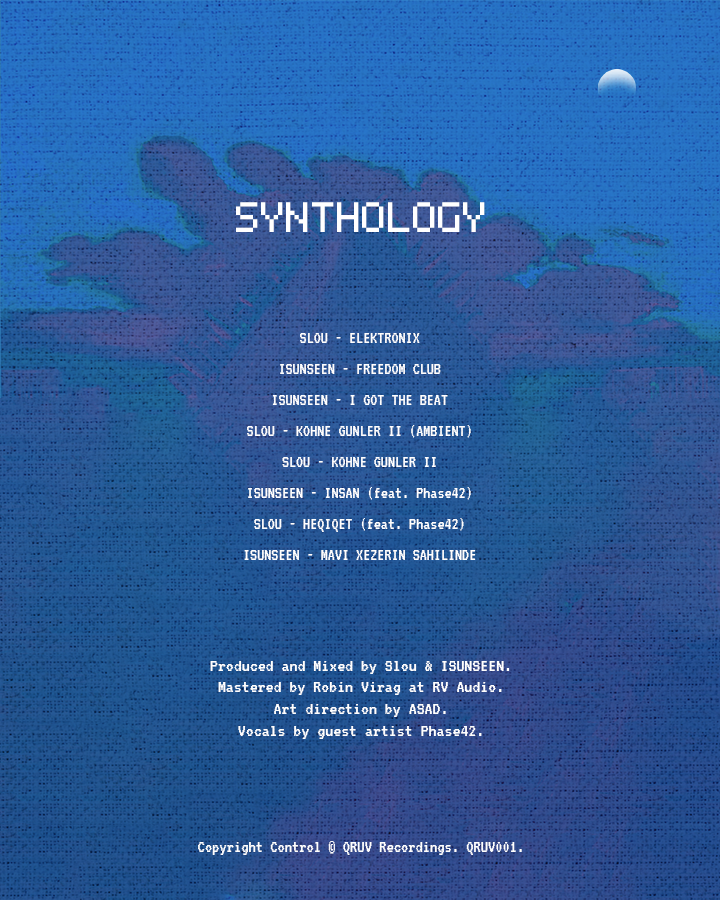 SYNTHOLOGY
SLOU - ELEKTRONIX
ISUNSEEN - FREEDOM CLUB
ISUNSEEN - I GOT THE BEAT
SLOU - KOHNE GUNLER II (AMBIENT)
SLOU - KOHNE GUNLER II
ISUNSEEN - INSAN (feat. Phase42)
SLOU - HEQIQET (feat. Phase42)
ISUNSEEN - MAVI XEZERIN SAHILINDE
Produced and Mixed by Slou & ISUNSEEN.
Mastered by Robin Virag at RV Audio.
Art direction by ASAD.
Vocals by guest artist Phase42.
Copyright Control @ QRUV Recordings. QRUV001.